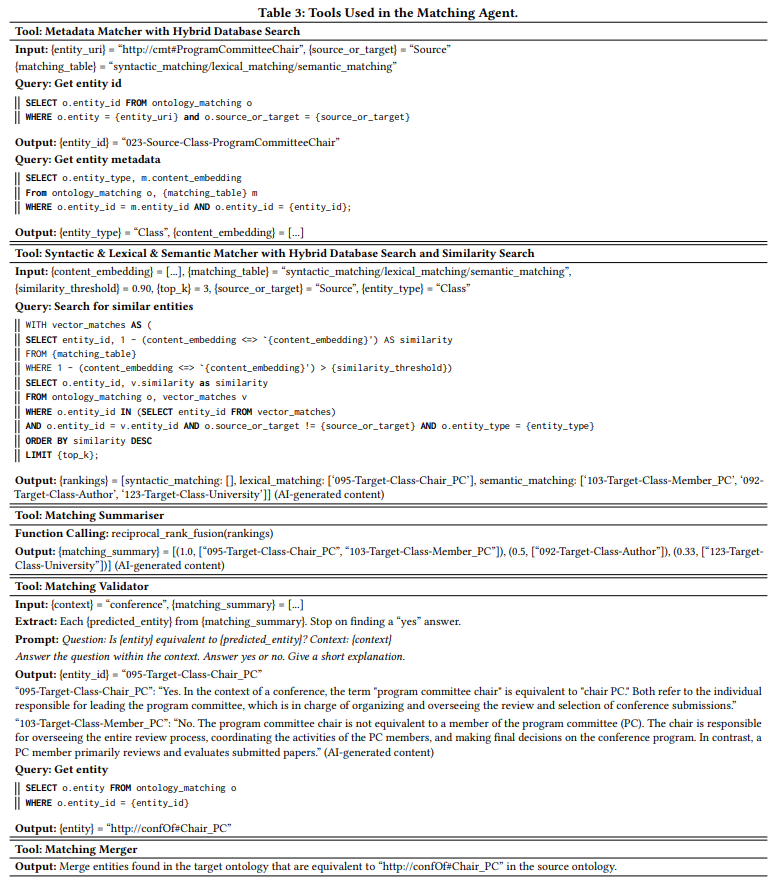 Table 3: Tools Used in the Matching Agent.
Tool: Metadata Matcher with Hybrid Database Search
Input: {entity_uri} = “http://cmt#ProgramCommitteeChair”, {source_or_target} = “Source”
{matching_table} = “syntactic_matching/lexical_matching/semantic_matching”
Query: Get entity id
SELECT o.entity_id FROM ontology_matching o
WHERE o.entity = {entity_uri} and o.source_or_target = {source_or_target}
Output: {entity_id} = “023-Source-Class-ProgramCommitteeChair”
Query: Get entity metadata
SELECT o.entity_type, m.content_embedding
From ontology_matching o, {matching_table} m
WHERE o.entity_id = m.entity_id AND o.entity_id = {entity_id};
Output: {entity_type} = “Class”, {content_embedding} = [...]
Tool: Syntactic & Lexical & Semantic Matcher with Hybrid Database Search and Similarity Search
Input: {content_embedding} = [...], {matching_table} = “syntactic_matching/lexical_matching/semantic_matching”,
{similarity_threshold} = 0.90, {top_k} = 3, {source_or_target} = “Source”, {entity_type} = “Class”
Query: Search for similar entities
WITH vector_matches AS (
SELECT entity_id, 1 - (content_embedding <=> `{content_embedding}') AS similarity
FROM {matching_table}
WHERE 1 - (content_embedding <=> `{content_embedding}') > {similarity_threshold})
SELECT o.entity_id, v.similarity as similarity
FROM ontology_matching o, vector_matches v
WHERE o.entity_id IN (SELECT entity_id FROM vector_matches)
AND o.entity_id = v.entity_id AND o.source_or_target != {source_or_target} AND o.entity_type = {entity_type}
ORDER BY similarity DESC
LIMIT {top_k};
Output: {rankings} = [syntactic_matching: [], lexical_matching: [‘095-Target-Class-Chair_PC’], semantic_matching: [‘103-Target-Class-Member_PC’, ‘092-
Target-Class-Author’, ‘123-Target-Class-University’]] (AI-generated content)
Tool: Matching Summariser
Function Calling: reciprocal_rank_fusion(rankings)
Output: {matching_summary} = [(1.0, [“095-Target-Class-Chair_PC”, “103-Target-Class-Member_PC”]), (0.5, [“092-Target-Class-Author”]), (0.33, [“123-Target-
Class-University”])] (AI-generated content)
Tool: Matching Validator
Input: {context} = “conference”, {matching_summary} = [...]
Extract: Each {predicted_entity} from {matching_summary}. Stop on finding a “yes” answer.
Prompt: Question: Is {entity} equivalent to {predicted_entity}? Context: {context}
Answer the question within the context. Answer yes or no. Give a short explanation.
Output: {entity_id} = “095-Target-Class-Chair_PC”
“095-Target-Class-Chair_PC”: “Yes. In the context of a conference, the term "program committee chair" is equivalent to "chair PC." Both refer to the individual
responsible for leading the program committee, which is in charge of organizing and overseeing the review and selection of conference submissions.”
“103-Target-Class-Member_PC”: “No. The program committee chair is not equivalent to a member of the program committee (PC). The chair is responsible
for overseeing the entire review process, coordinating the activities of the PC members, and making final decisions on the conference program. In contrast, a
PC member primarily reviews and evaluates submitted papers.” (AI-generated content)
Query: Get entity
SELECT o.entity FROM ontology_matching o
WHERE o.entity_id = {entity_id}
Output: {entity} = “http://confOf#Chair_PC”
Tool: Matching Merger
Output: Merge entities found in the target ontology that are equivalent to “http://confOf#Chair_PC” in the source ontology.